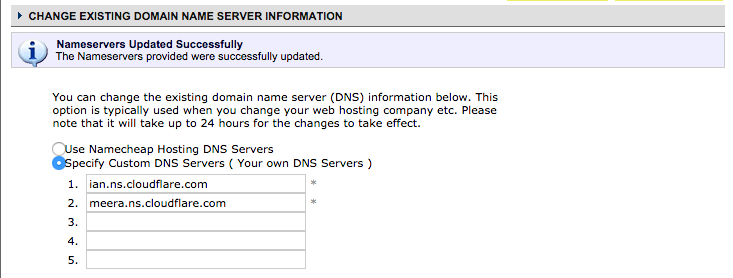 CHANGE EXISTING DOMAIN NAME SERVER INFORMATION
Nameservers Updated Successfully
The Nameservers provided were successfully updated.
You can change the existing domain name server (DNS) information below. This
option is typically used when you change your web hosting company etc. Please
note that it will take up to 24 hours for the changes to take effect.
Use Namecheap Hosting DNS Servers
Specify Custom DNS Servers ( Your own DNS Servers )
1. ian.ns.cloudflare.com *
2. meera.ns.cloudflare.com *
3.
4.
5.